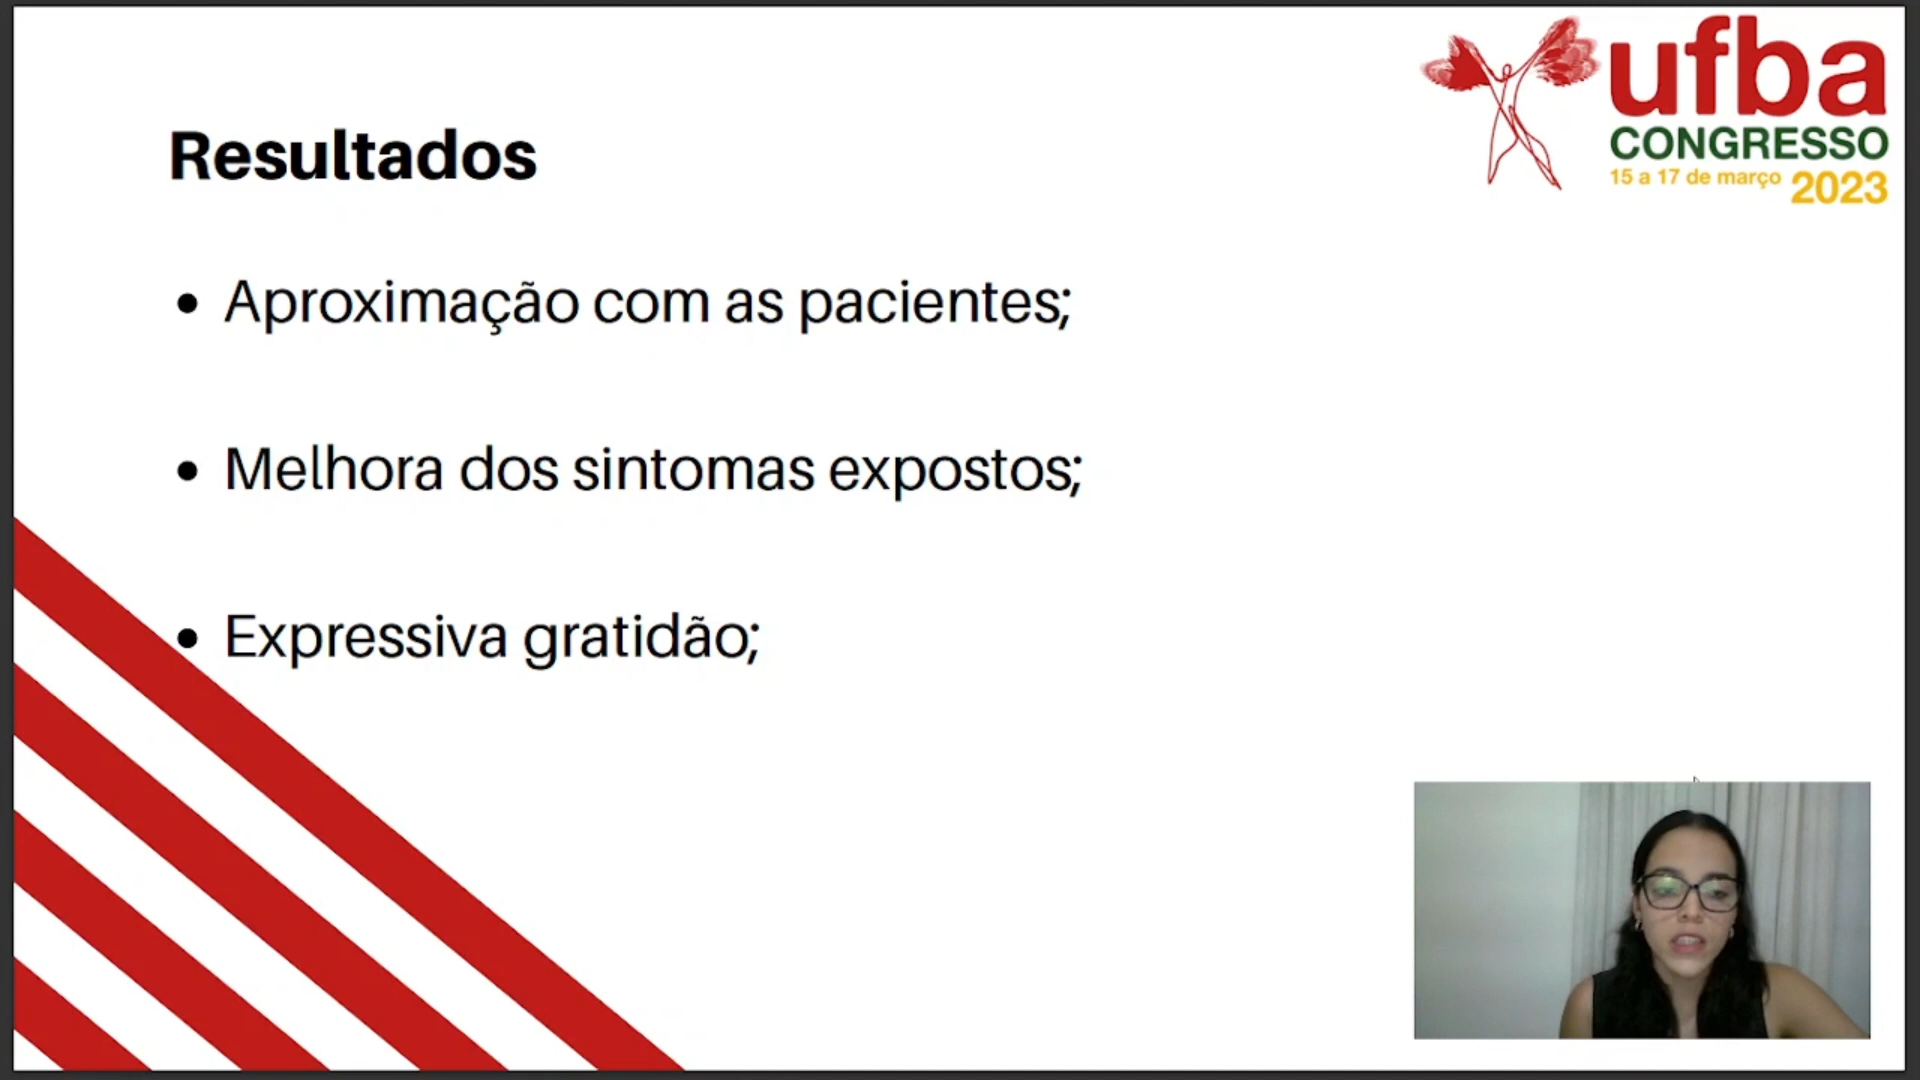 ufba
CONGRESSO
15 a 17 de março 2023
Resultados
• Aproximação com as pacientes;
• Melhora dos sintomas expostos;
• Expressiva gratidão;